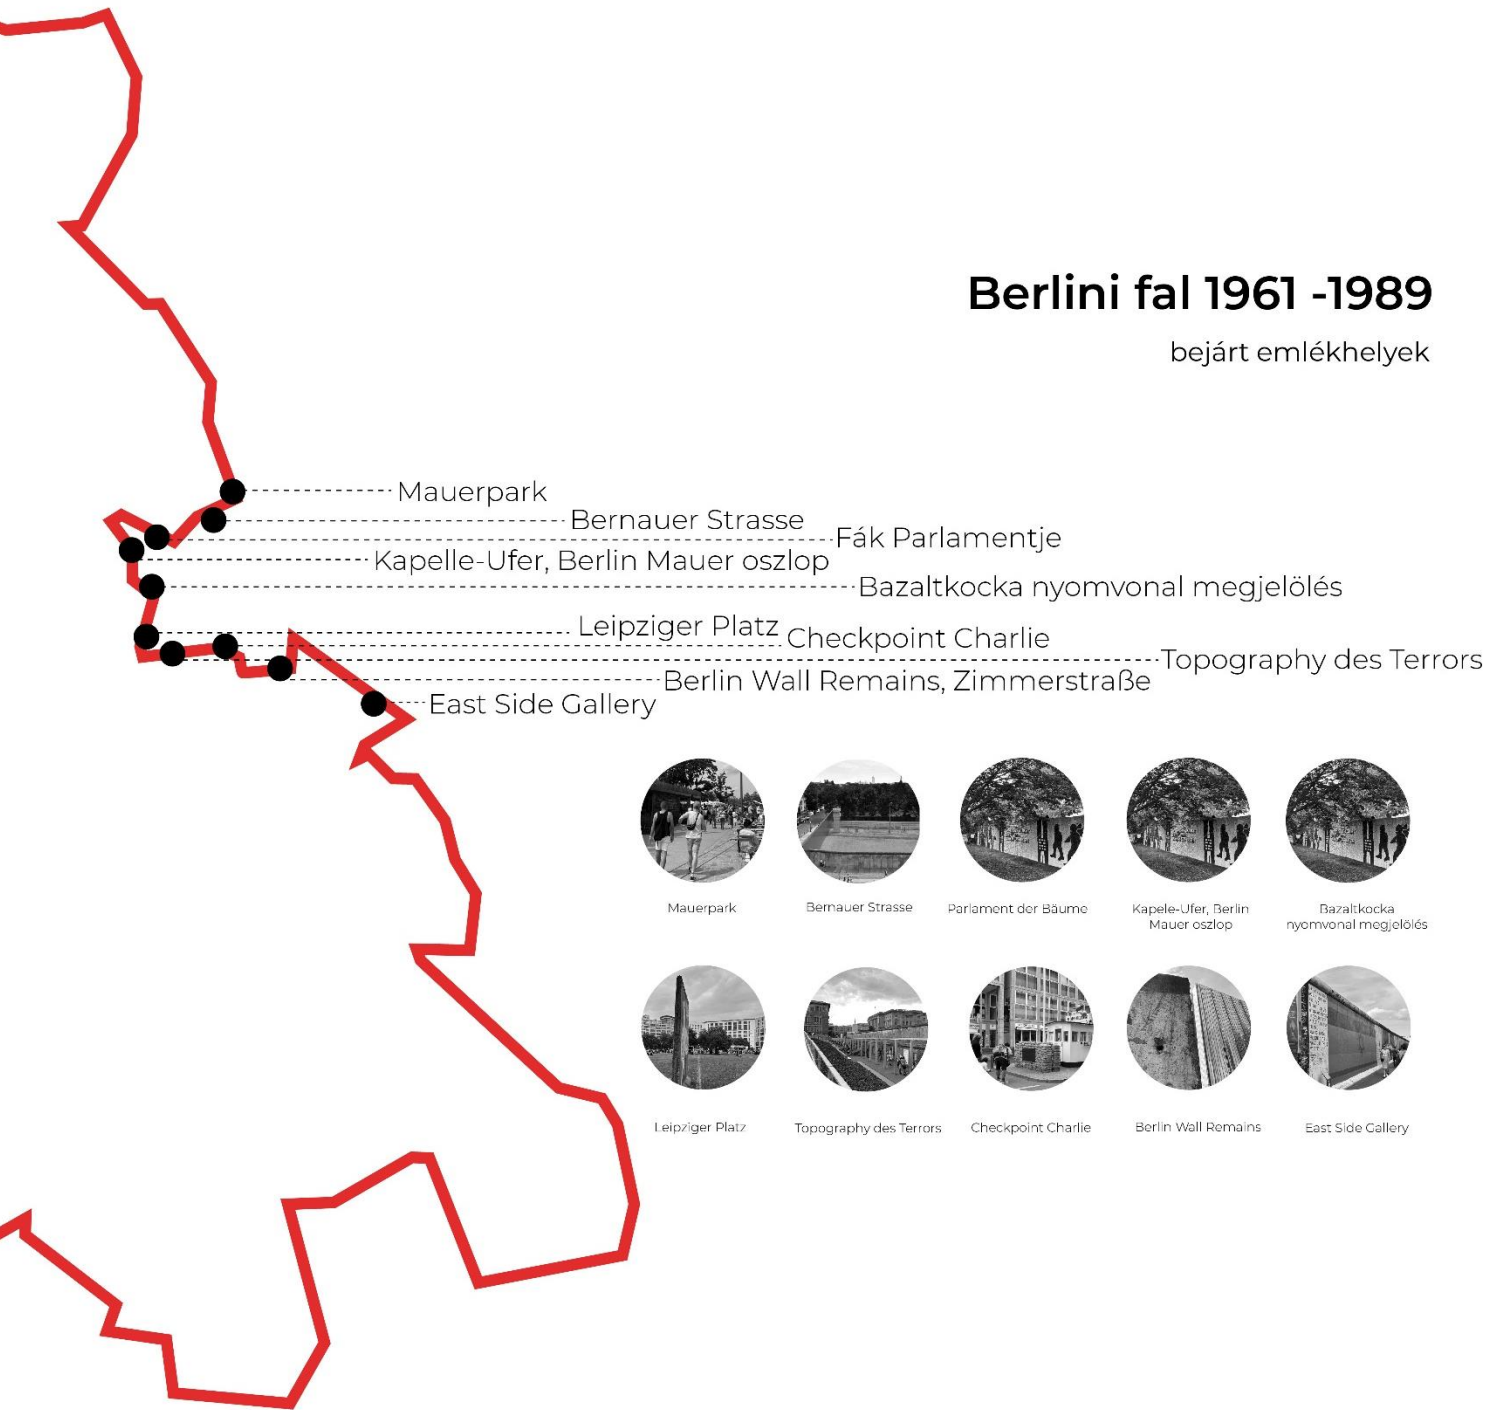 Berlini fal 1961 -1989
bejárt emlékhelyek
Mauerpark
Bernauer Strasse
Fák Parlamentje
Kapelle-Ufer, Berlin Mauer oszlop
Bazaltkocka nyomvonal megjelölés
Leipziger Platz
Checkpoint Charlie
Topography des Terrors
Berlin Wall Remains, Zimmerstraße
East Side Gallery
Mauerpark
Bernauer Strasse
Parlament der Bäume
Kapele-Ufer, Berlin
Mauer oszlop
Bazaltkocka
nyomvonal megjelölés
Leipziger Platz
Topography des Terrors
Checkpoint Charlie
Berlin Wall Remains
East Side Gallery